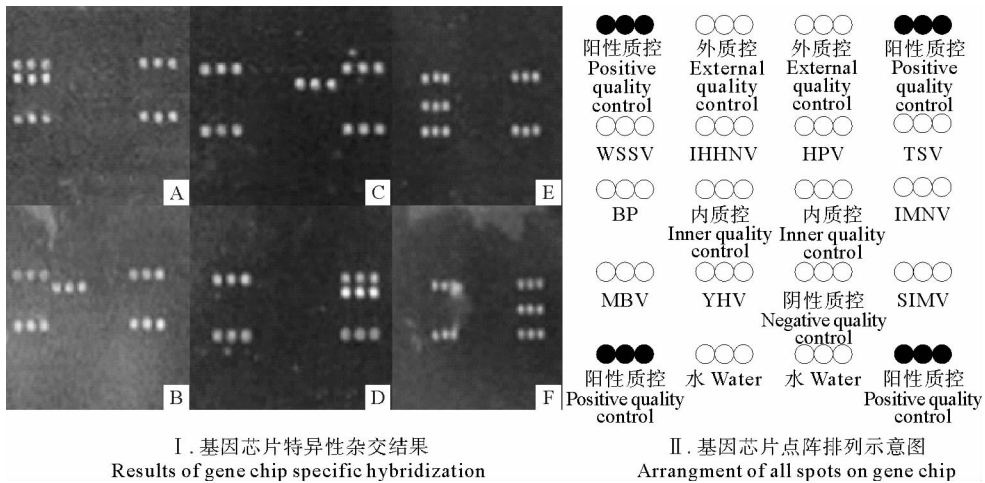 A
C
E
B
D
F
I.基因芯片特异性杂交结果
Results of gene chip specific hybridization
阳性质控
Positive
quality
control
外质控
External
quality
control
外质控
External
quality
control
阳性质控
Positive
quality
control
WSSV
IHHNV
HPV
TSV
BP
内质控
Inner quality
control
内质控
Inner quality
control
IMNV
MBV
YHV
阴性质控
Negative quality
control
SIMV
阳性质控
Positive quality
control
水 Water
水 Water
阳性质控
Positive quality
control
II.基因芯片点阵排列示意图
Arrangment of all spots on gene chip